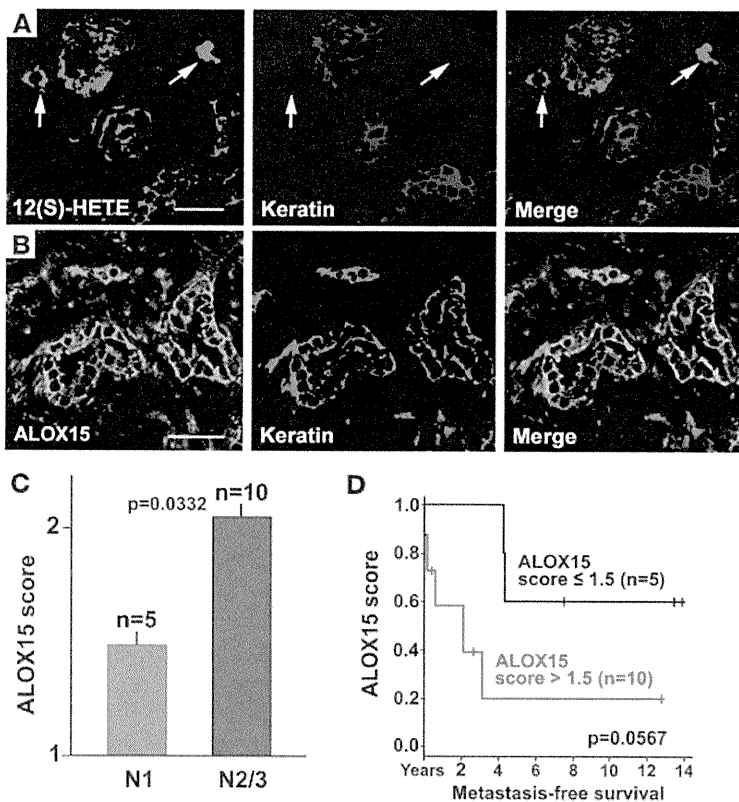 A
12(S)-HETE
Keratin
Merge
B
ALOX15
Keratin
Merge
C
p=0.0332
n=10
n=5
2
1
ALOX15 score
N1
N2/3
D
1.0
0.8
0.6
0.4
0.2
0.0
ALOX15 score
ALOX15
score ≤ 1.5 (n=5)
ALOX15
score > 1.5 (n=10)
p=0.0567
Years 2 4 6 8 10 12 14
Metastasis-free survival